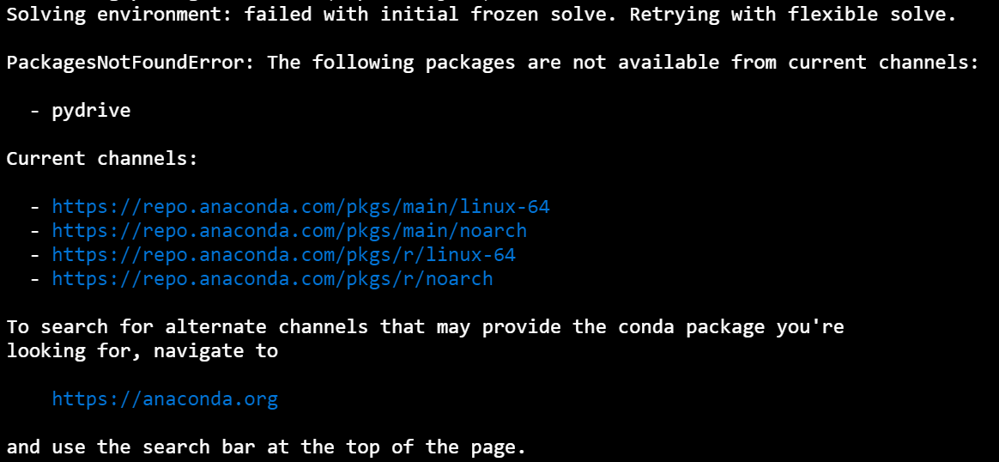 Solving environment: failed with initial frozen solve. Retrying with flexible solve.
PackagesNotFoundError: The following packages are not available from current channels:
- pydrive
Current channels:
- https://repo.anaconda.com/pkgs/main/linux-64
- https://repo.anaconda.com/pkgs/main/noarch
- https://repo.anaconda.com/pkgs/r/linux-64
- https://repo.anaconda.com/pkgs/r/noarch
To search for alternate channels that may provide the conda package you're
looking for, navigate to
https://anaconda.org
and use the search bar at the top of the page.